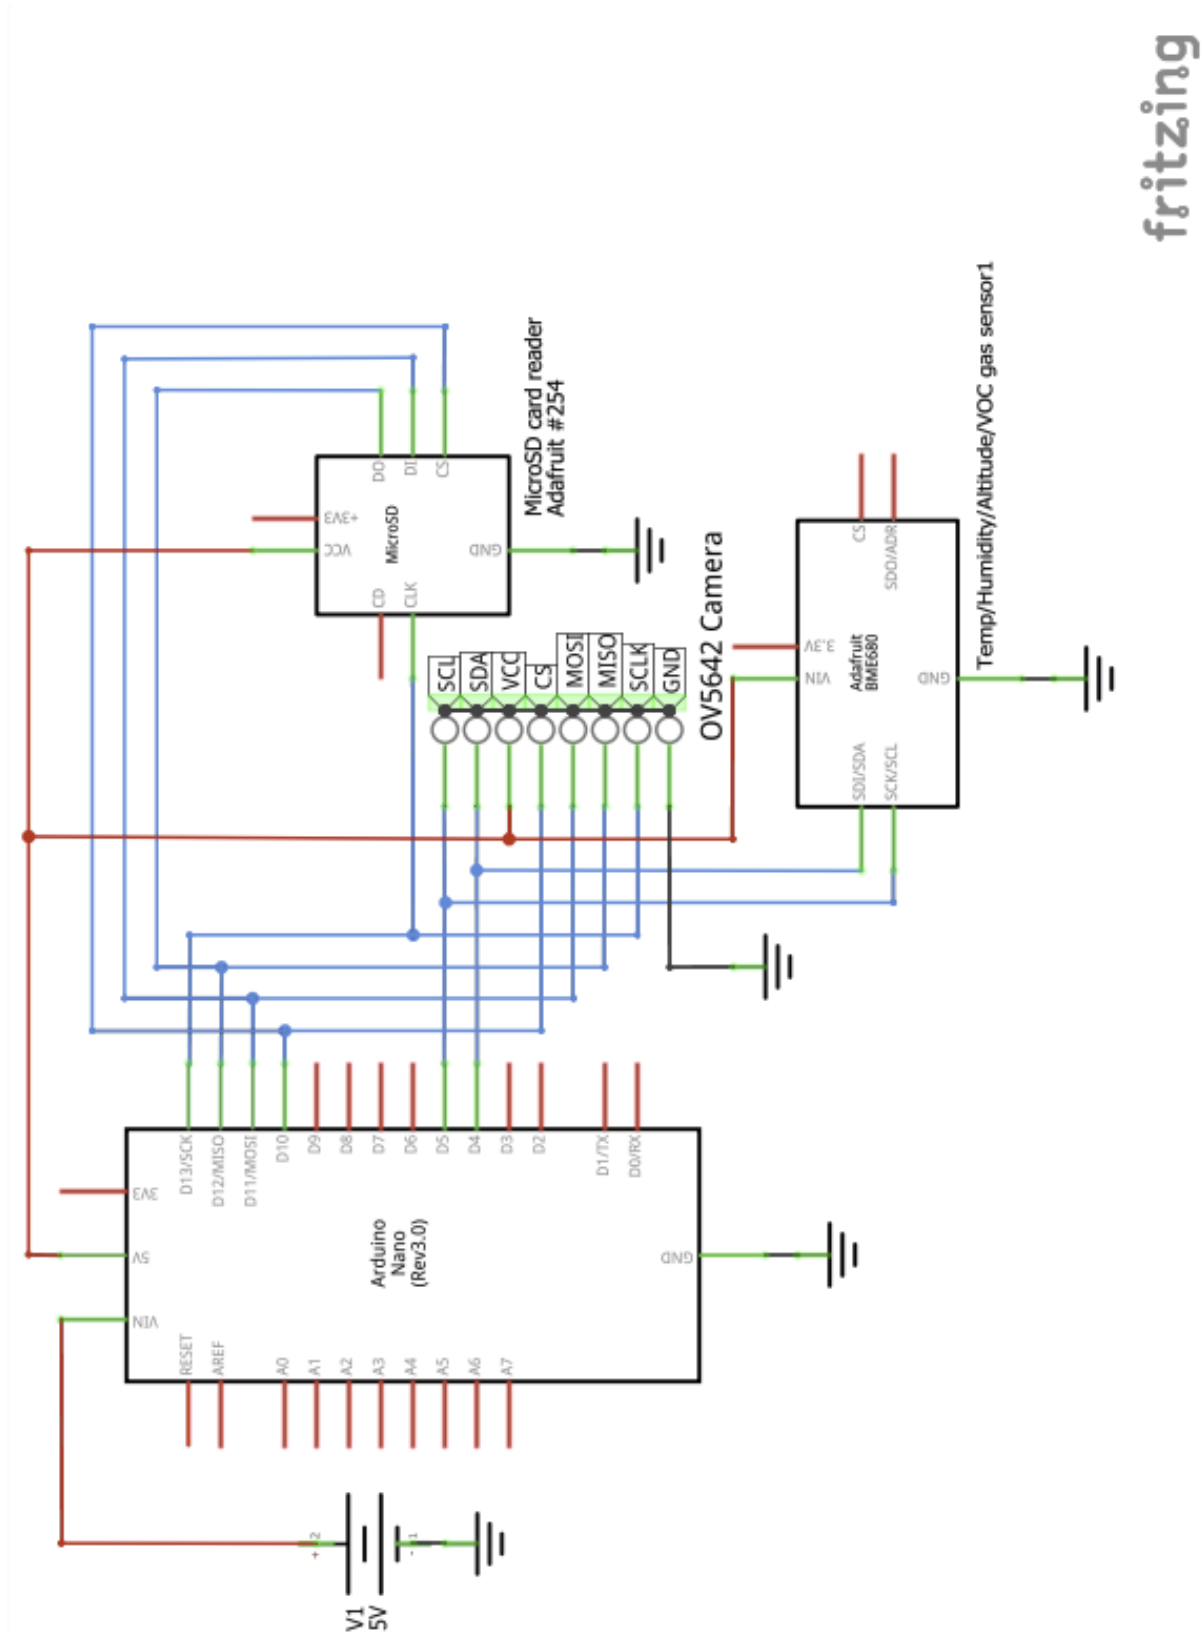 fritzing
MicroSD card reader
Adafruit #254
DO
DI
CS
+3V3
VCC
MicroSD
GND
CD
CLK
OV5642 Camera
SCL
SDA
VCC
CS
MOSI
MISO
SCLK
GND
Temp/Humidity/Altitude/VOC gas sensor1
CS
SDO/ADR
3.3V
VIN
Adafruit
BME680
GND
SDI/SDA
SCK/SCL
D13/SCK
D12/MISO
D11/MOSI
D10
D9
D8
D7
D6
D5
D4
D3
D2
D1/TX
D0/RX
3V3
5V
VIN
Arduino
Nano
(Rev3.0)
GND
RESET
AREF
A0
A1
A2
A3
A4
A5
A6
A7
+
2
-
1
V1
5V